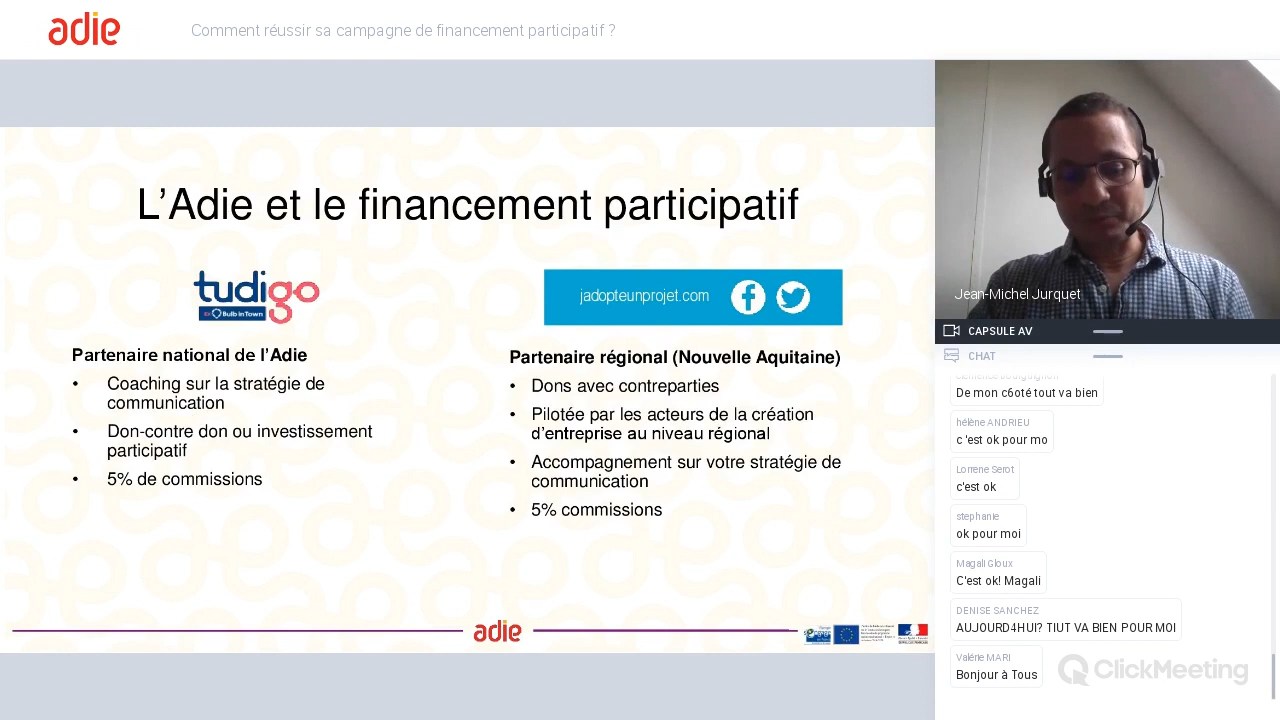 adie
Comment réussir sa campagne de financement participatif ?
L’Adie et le financement participatif
tudigo
Ex Bulb in Town
Partenaire national de l’Adie
• Coaching sur la stratégie de
communication
• Don-contre don ou investissement
participatif
• 5% de commissions
jadopteunprojet.com
Partenaire régional (Nouvelle Aquitaine)
• Dons avec contreparties
• Pilotée par les acteurs de la création
d’entreprise au niveau régional
• Accompagnement sur votre stratégie de
communication
• 5% commissions
adie
Jean-Michel Jurquet
CAPSULE AV
CHAT
De mon c6oté tout va bien
hélène ANDRIEU
c 'est ok pour mo
Lorrene Serot
c'est ok
stephanie
ok pour moi
Magali Gloux
C'est ok! Magali
DENISE SANCHEZ
AUJOURD4HUI? TIUT VA BIEN POUR MOI
Valérie MARI
Bonjour à Tous
ClickMeeting